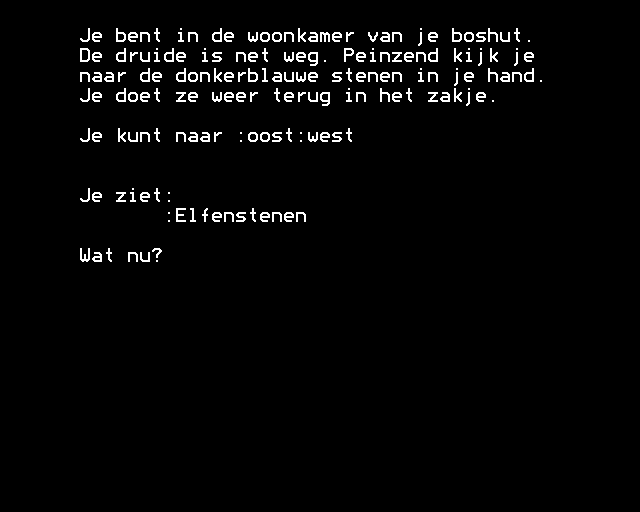 Je bent in de woonkamer van je boshut.
De druide is net weg. Peinzend kijk je
naar de donkerblauwe stenen in je hand.
Je doet ze weer terug in het zakje.
Je kunt naar :oost:west
Je ziet:
:Elfenstenen
Wat nu?